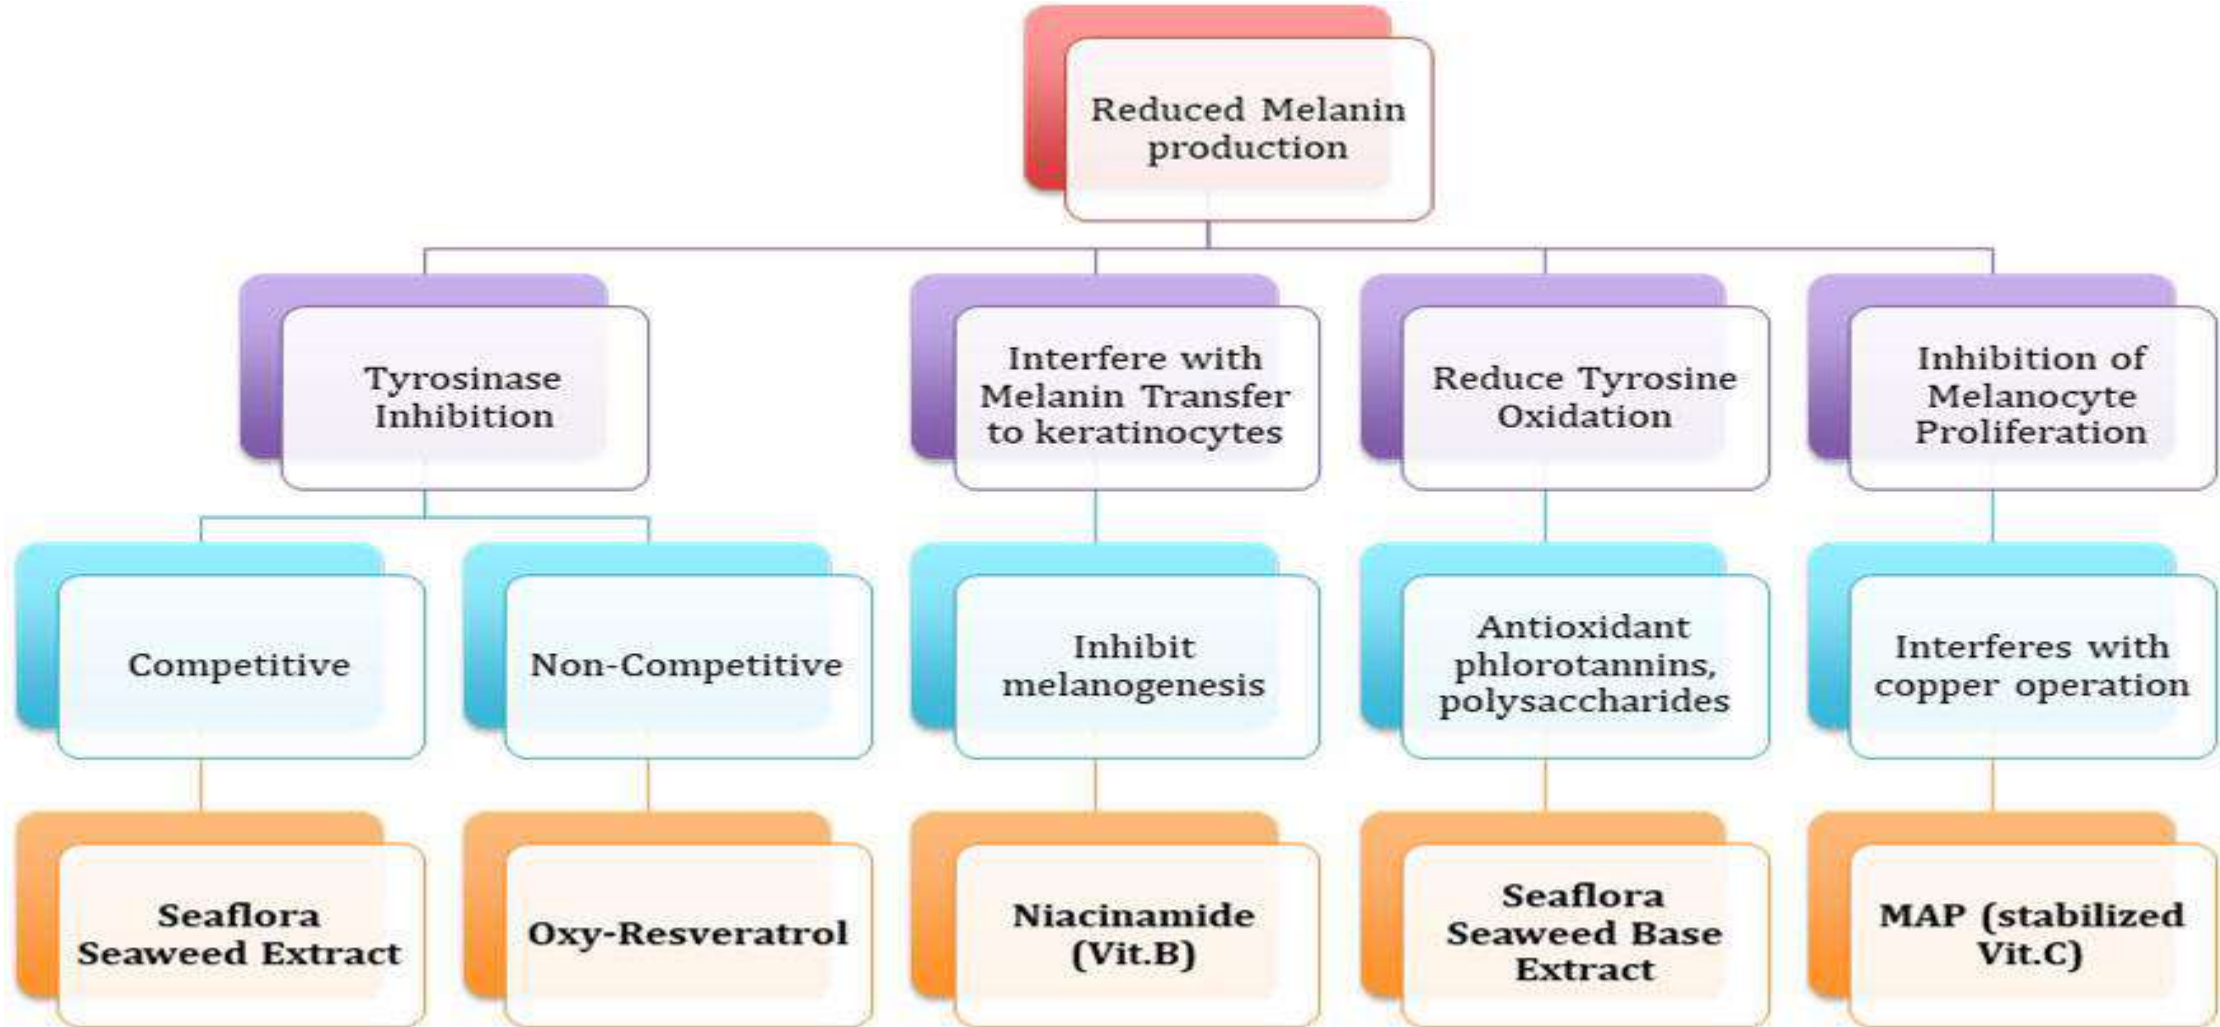 Reduced Melanin
production
Tyrosinase
Inhibition
Interfere with
Melanin Transfer
to keratinocytes
Reduce Tyrosine
Oxidation
Inhibition of
Melanocyte
Proliferation
Competitive
Non-Competitive
Inhibit
melanogenesis
Antioxidant
phlorotannins,
polysaccharides
Interferes with
copper operation
Seaflora
Seaweed Extract
Oxy-Resveratrol
Niacinamide
(Vit.B)
Seaflora
Seaweed Base
Extract
MAP (stabilized
Vit.C)